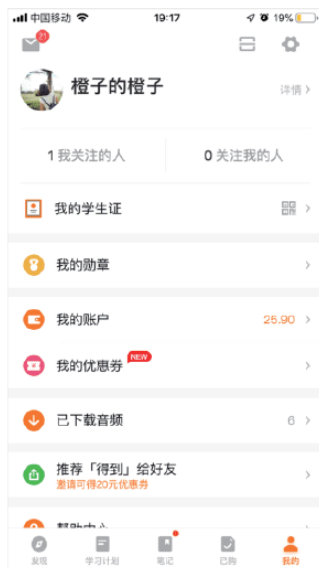 中国移动 19:17 19%
21
橙子的橙子
详情
1 我关注的人 0 关注我的人
我的学生证
我的勋章
我的账户 25.90
我的优惠券 NEW
已下载音频 6
推荐「得到」给好友
邀请可得20元优惠券
帮助中心
发现 学习计划 笔记 已购 我的